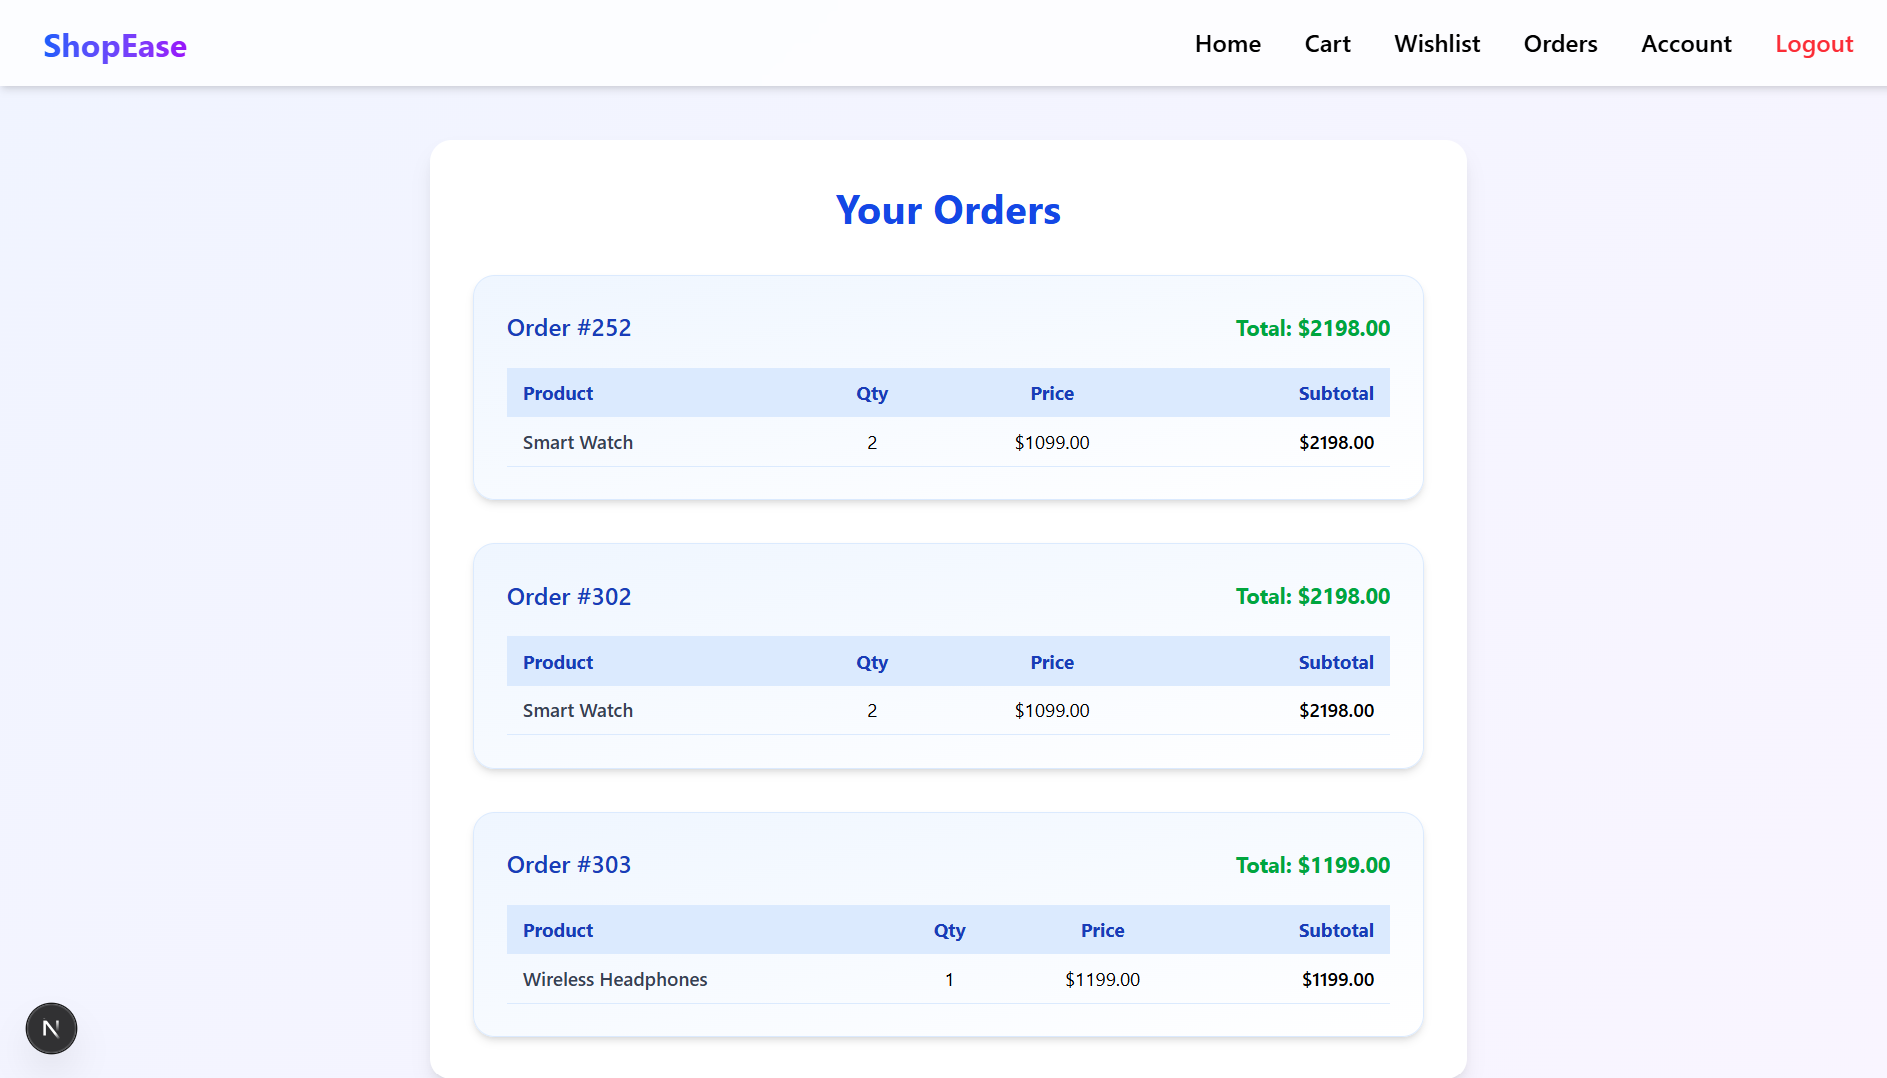 ShopEase Home Cart Wishlist Orders Account Logout
Your Orders
Order #252 Total: $2198.00
Product Qty Price Subtotal
Smart Watch 2 $1099.00 $2198.00
Order #302 Total: $2198.00
Product Qty Price Subtotal
Smart Watch 2 $1099.00 $2198.00
Order #303 Total: $1199.00
Product Qty Price Subtotal
Wireless Headphones 1 $1199.00 $1199.00
N